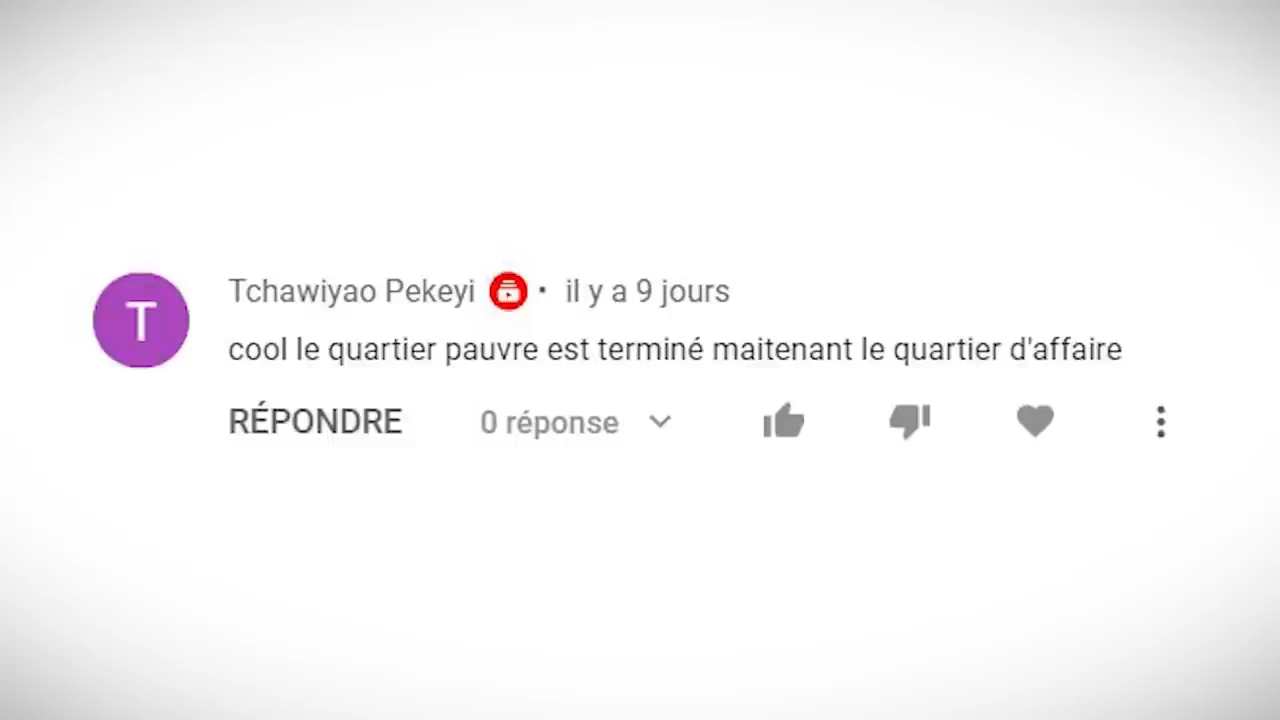 T
Tchawiyao Pekeyi • il y a 9 jours
cool le quartier pauvre est terminé maitenant le quartier d'affaire
RÉPONDRE 0 réponse